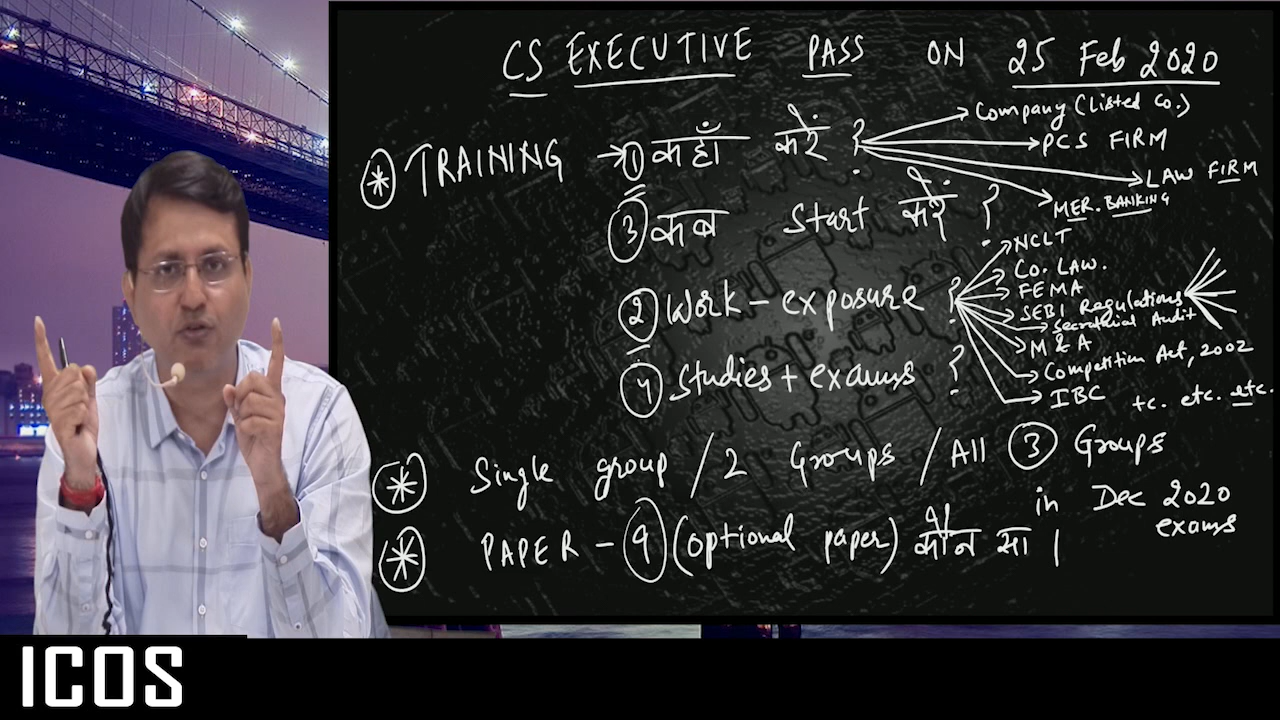 CS EXECUTIVE PASS ON 25 Feb 2020
* TRAINING → ① कहाँ करें ?
Company (Listed Co.)
PCS FIRM
LAW FIRM
MER. BANKING
③ कब Start करें ?
② Work - exposure ?
NCLT
Co. LAW.
FEMA
SEBI Regulations
Secretarial Audit
M & A
Competition Act, 2002
IBC
etc. etc.
④ Studies + exams ?
* Single group / 2 Groups / All ③ Groups
in Dec 2020
exams
* PAPER - ⑨ (optional paper) कौन सा |
ICOS